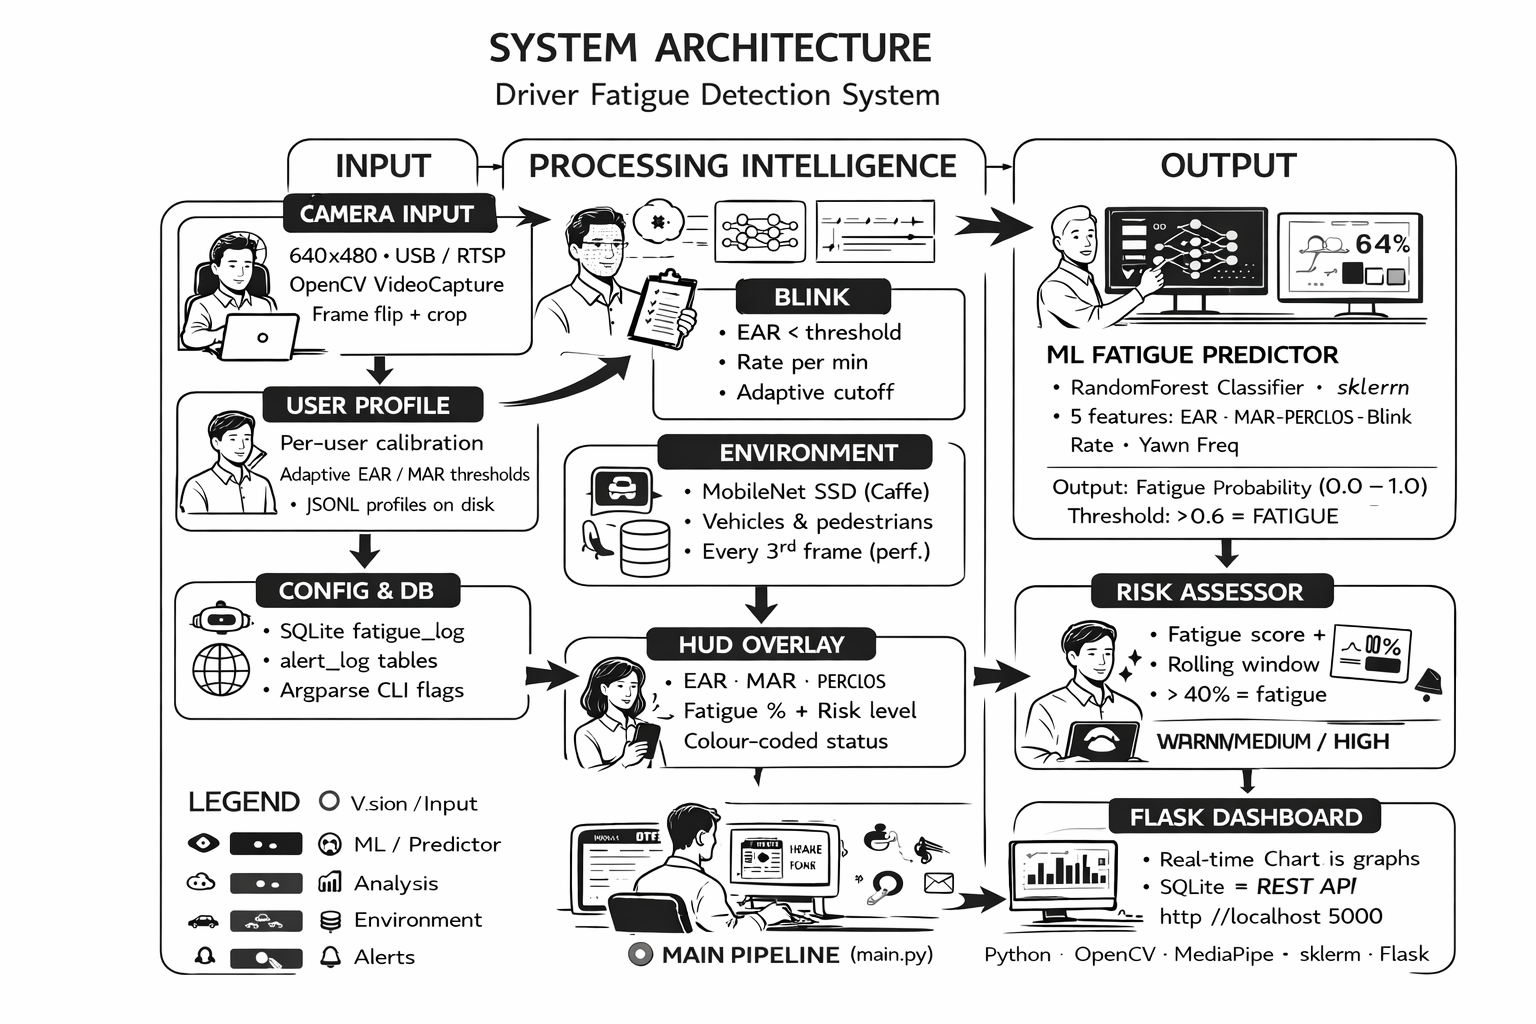 SYSTEM ARCHITECTURE
Driver Fatigue Detection System
INPUT
CAMERA INPUT
640x480 • USB / RTSP
OpenCV VideoCapture
Frame flip + crop
USER PROFILE
Per-user calibration
Adaptive EAR / MAR thresholds
• JSONL profiles on disk
CONFIG & DB
• SQLite fatigue_log
• alert_log tables
• Argparse CLI flags
LEGEND
V.sion / Input
ML / Predictor
Analysis
Environment
Alerts
PROCESSING INTELLIGENCE
BLINK
• EAR < threshold
• Rate per min
• Adaptive cutoff
ENVIRONMENT
• MobileNet SSD (Caffe)
• Vehicles & pedestrians
• Every 3rd frame (perf.)
HUD OVERLAY
• EAR · MAR · PERCLOS
Fatigue % + Risk level
Colour-coded status
MAIN PIPELINE (main.py)
OUTPUT
64%
ML FATIGUE PREDICTOR
• RandomForest Classifier • sklerrn
• 5 features: EAR · MAR-PERCLOS-Blink
Rate • Yawn Freq
Output: Fatigue Probability (0.0 – 1.0)
Threshold: >0.6 = FATIGUE
RISK ASSESSOR
• Fatigue score +
• Rolling window
• > 40% = fatigue
WARNI/MEDIUM / HIGH
FLASK DASHBOARD
• Real-time Chart is graphs
• SQLite = REST API
http //localhost 5000
Python · OpenCV · MediaPipe • sklerm · Flask